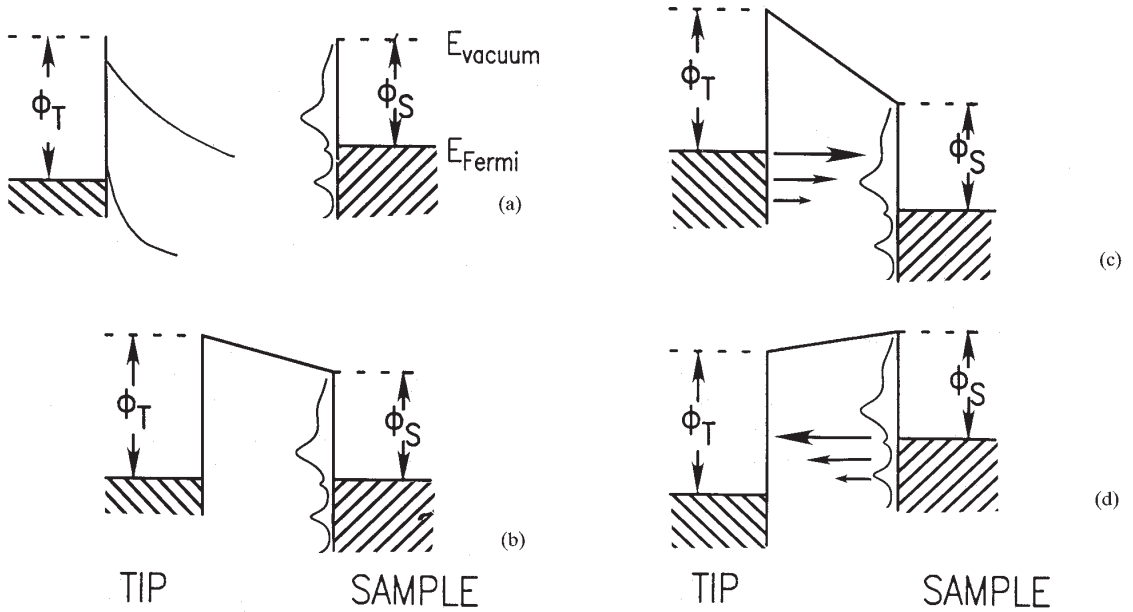 E_vacuum
ϕ_T
ϕ_S
E_Fermi
(a)
ϕ_T
ϕ_S
(b)
ϕ_T
ϕ_S
(c)
ϕ_T
ϕ_S
(d)
TIP SAMPLE
TIP SAMPLE